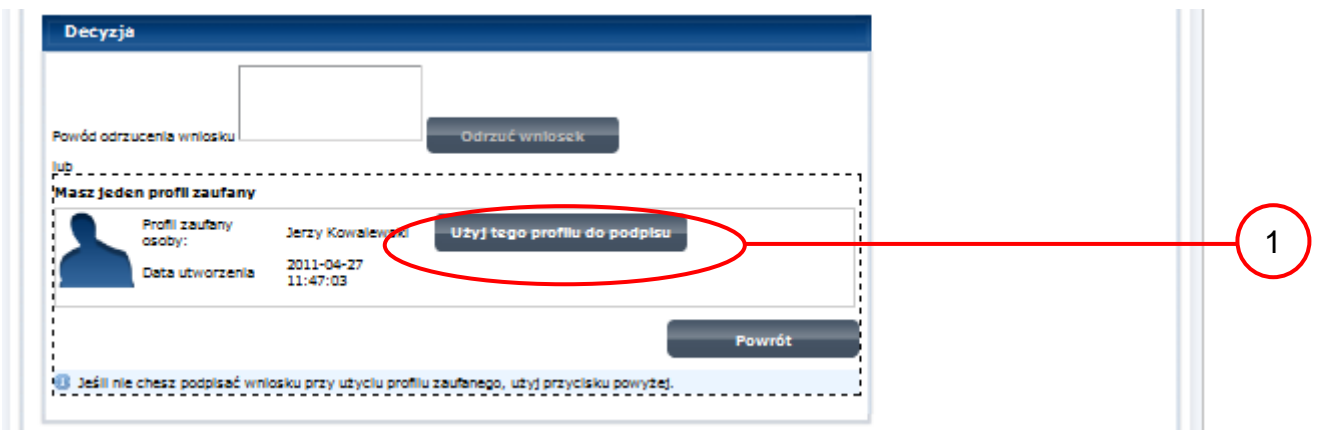 Decyzja
Powód odrzucenia wniosku
Odrzuć wniosek
lub
Masz jeden profil zaufany
Profil zaufany osoby:
Jerzy Kowalewski
Użyj tego profilu do podpisu
1
Data utworzenia
2011-04-27
11:47:03
Powrót
Jeśli nie chesz podpisać wniosku przy użyciu profilu zaufanego, użyj przycisku powyżej.